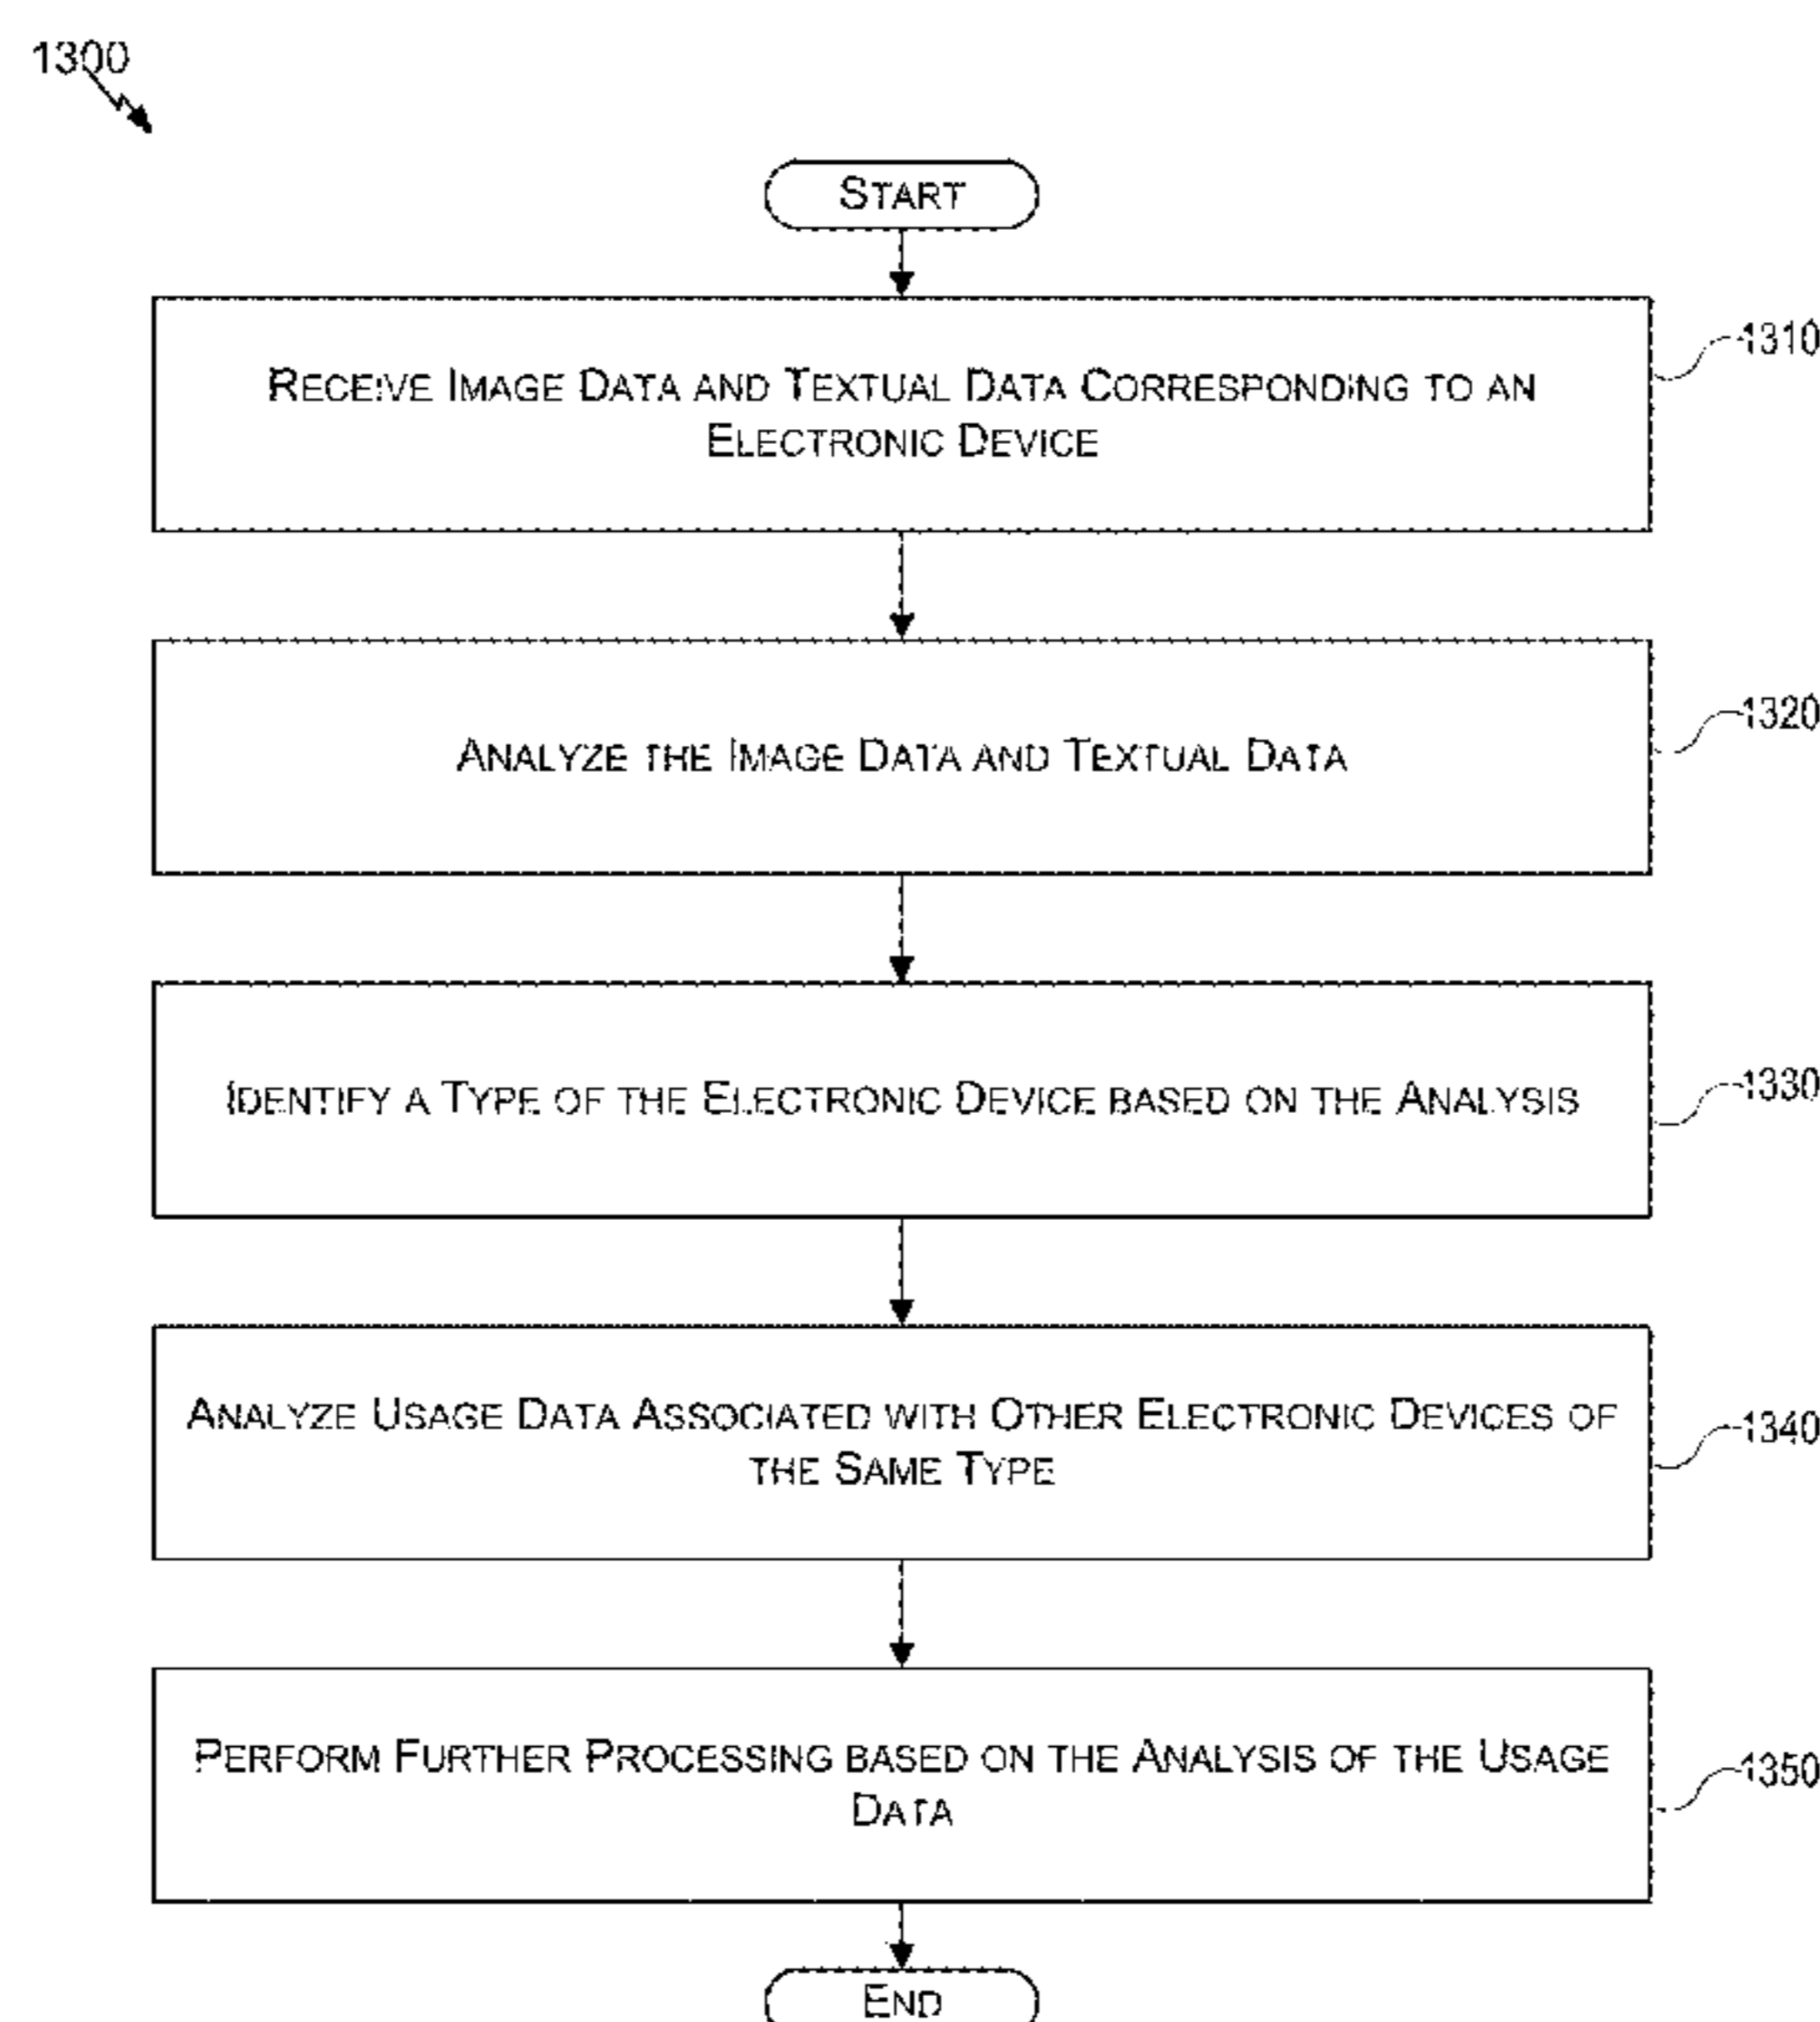 1300
START
RECEIVE IMAGE DATA AND TEXTUAL DATA CORRESPONDING TO AN
ELECTRONIC DEVICE
1310
ANALYZE THE IMAGE DATA AND TEXTUAL DATA
1320
IDENTIFY A TYPE OF THE ELECTRONIC DEVICE BASED ON THE ANALYSIS
1330
ANALYZE USAGE DATA ASSOCIATED WITH OTHER ELECTRONIC DEVICES OF
THE SAME TYPE
1340
PERFORM FURTHER PROCESSING BASED ON THE ANALYSIS OF THE USAGE
DATA
1350
END